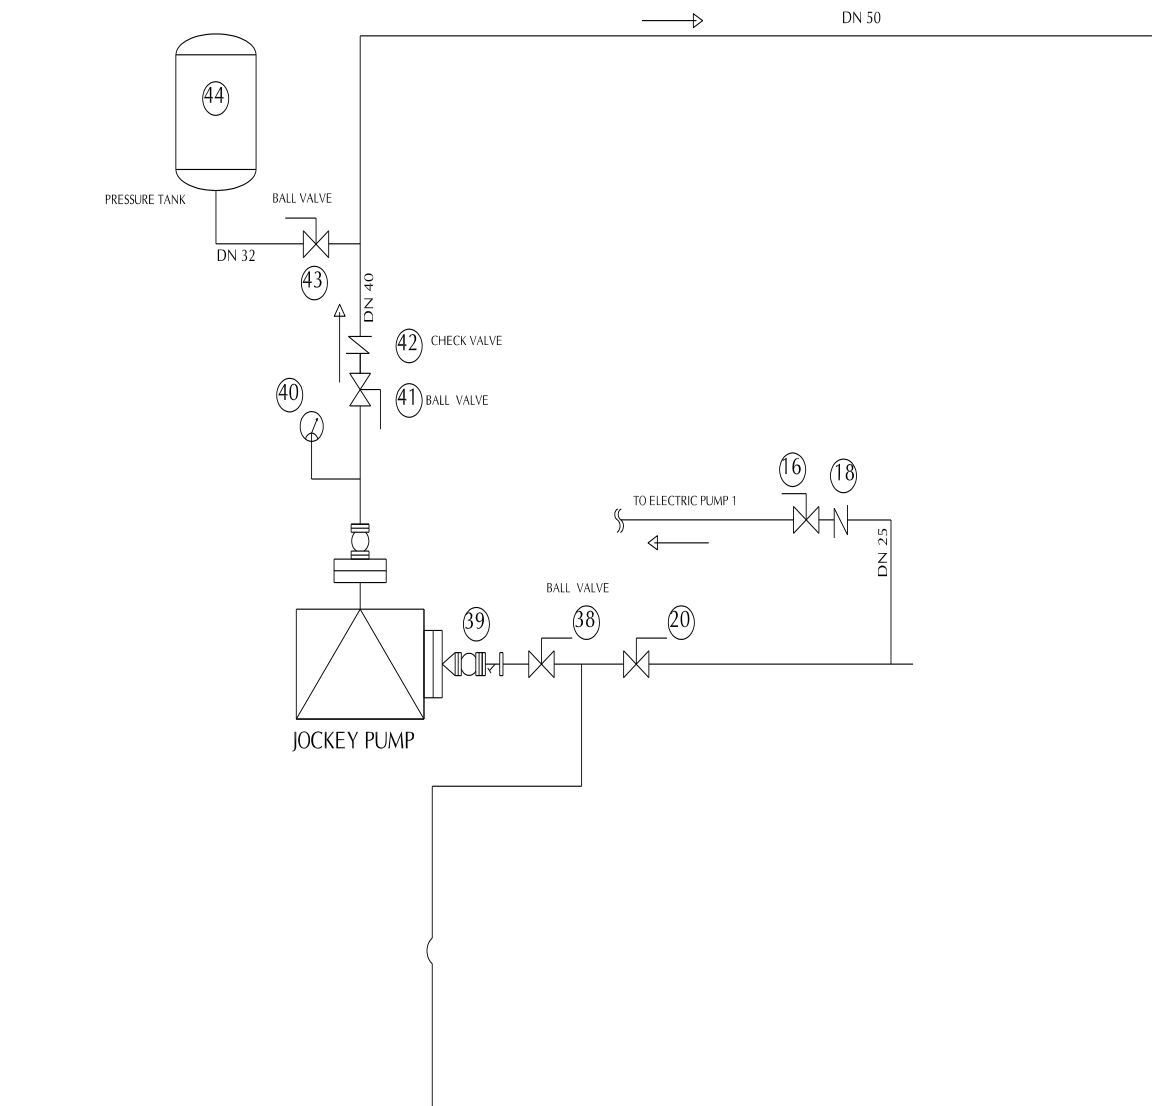 DN 50
44
PRESSURE TANK
BALL VALVE
DN 32
43
DN 40
42
CHECK VALVE
40
41
BALL VALVE
16
18
TO ELECTRIC PUMP 1
DN 25
BALL VALVE
39
38
20
JOCKEY PUMP